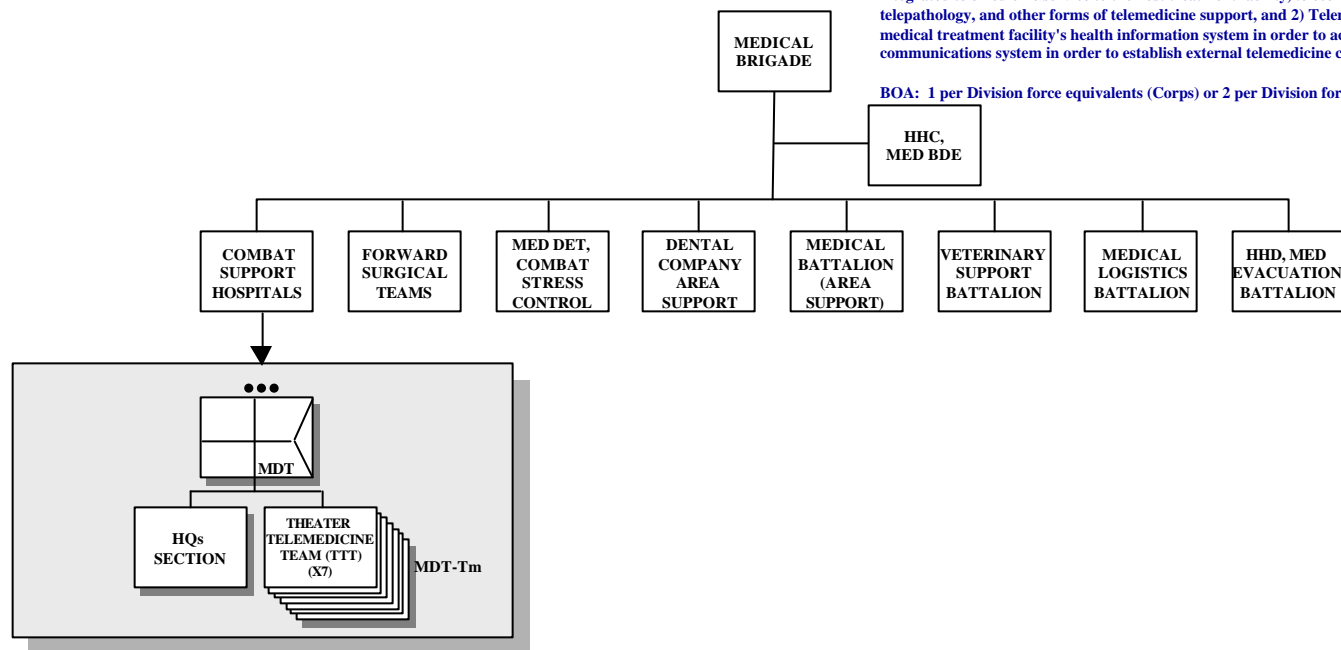 telepathology, and other forms of telemedicine support, and 2)
medical treatment facility's health information system in order to
communications system in order to establish external telemedicine
BOA: 1 per Division force equivalents (Corps) or 2 per Division
MEDICAL
BRIGADE
HHC,
MED BDE
COMBAT
SUPPORT
HOSPITALS
FORWARD
SURGICAL
TEAMS
MED DET,
COMBAT
STRESS
CONTROL
DENTAL
COMPANY
AREA
SUPPORT
MEDICAL
BATTALION
(AREA
SUPPORT)
VETERINARY
SUPPORT
BATTALION
MEDICAL
LOGISTICS
BATTALION
HHD, MED
EVACUATION
BATTALION
MDT
HQs
SECTION
THEATER
TELEMEDICINE
TEAM (TTT)
(X7)
MDT-Tm